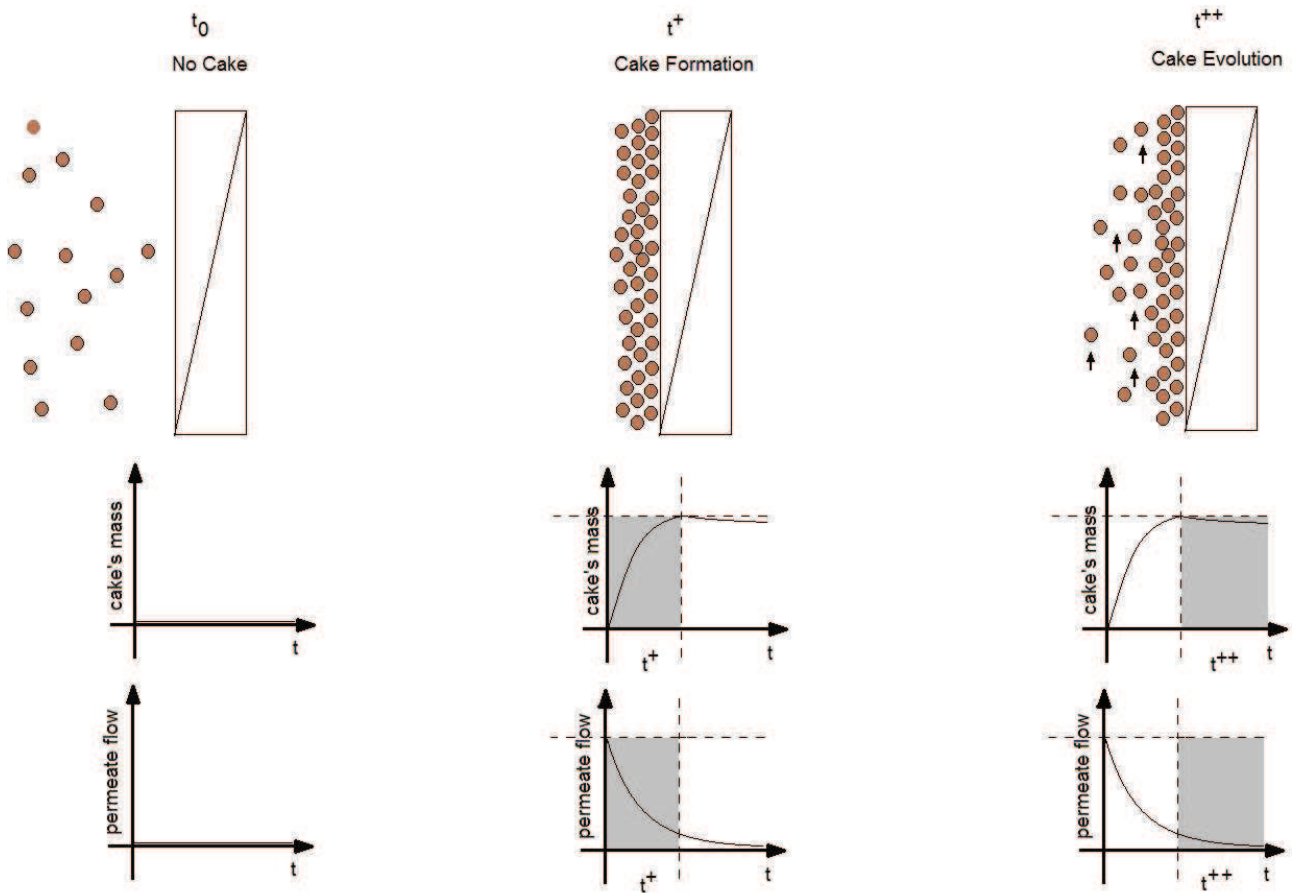 t0
No Cake
t+
Cake Formation
t++
Cake Evolution
cake's mass
t
cake's mass
t+
t
cake's mass
t++
t
permeate flow
t
permeate flow
t+
t
permeate flow
t++
t